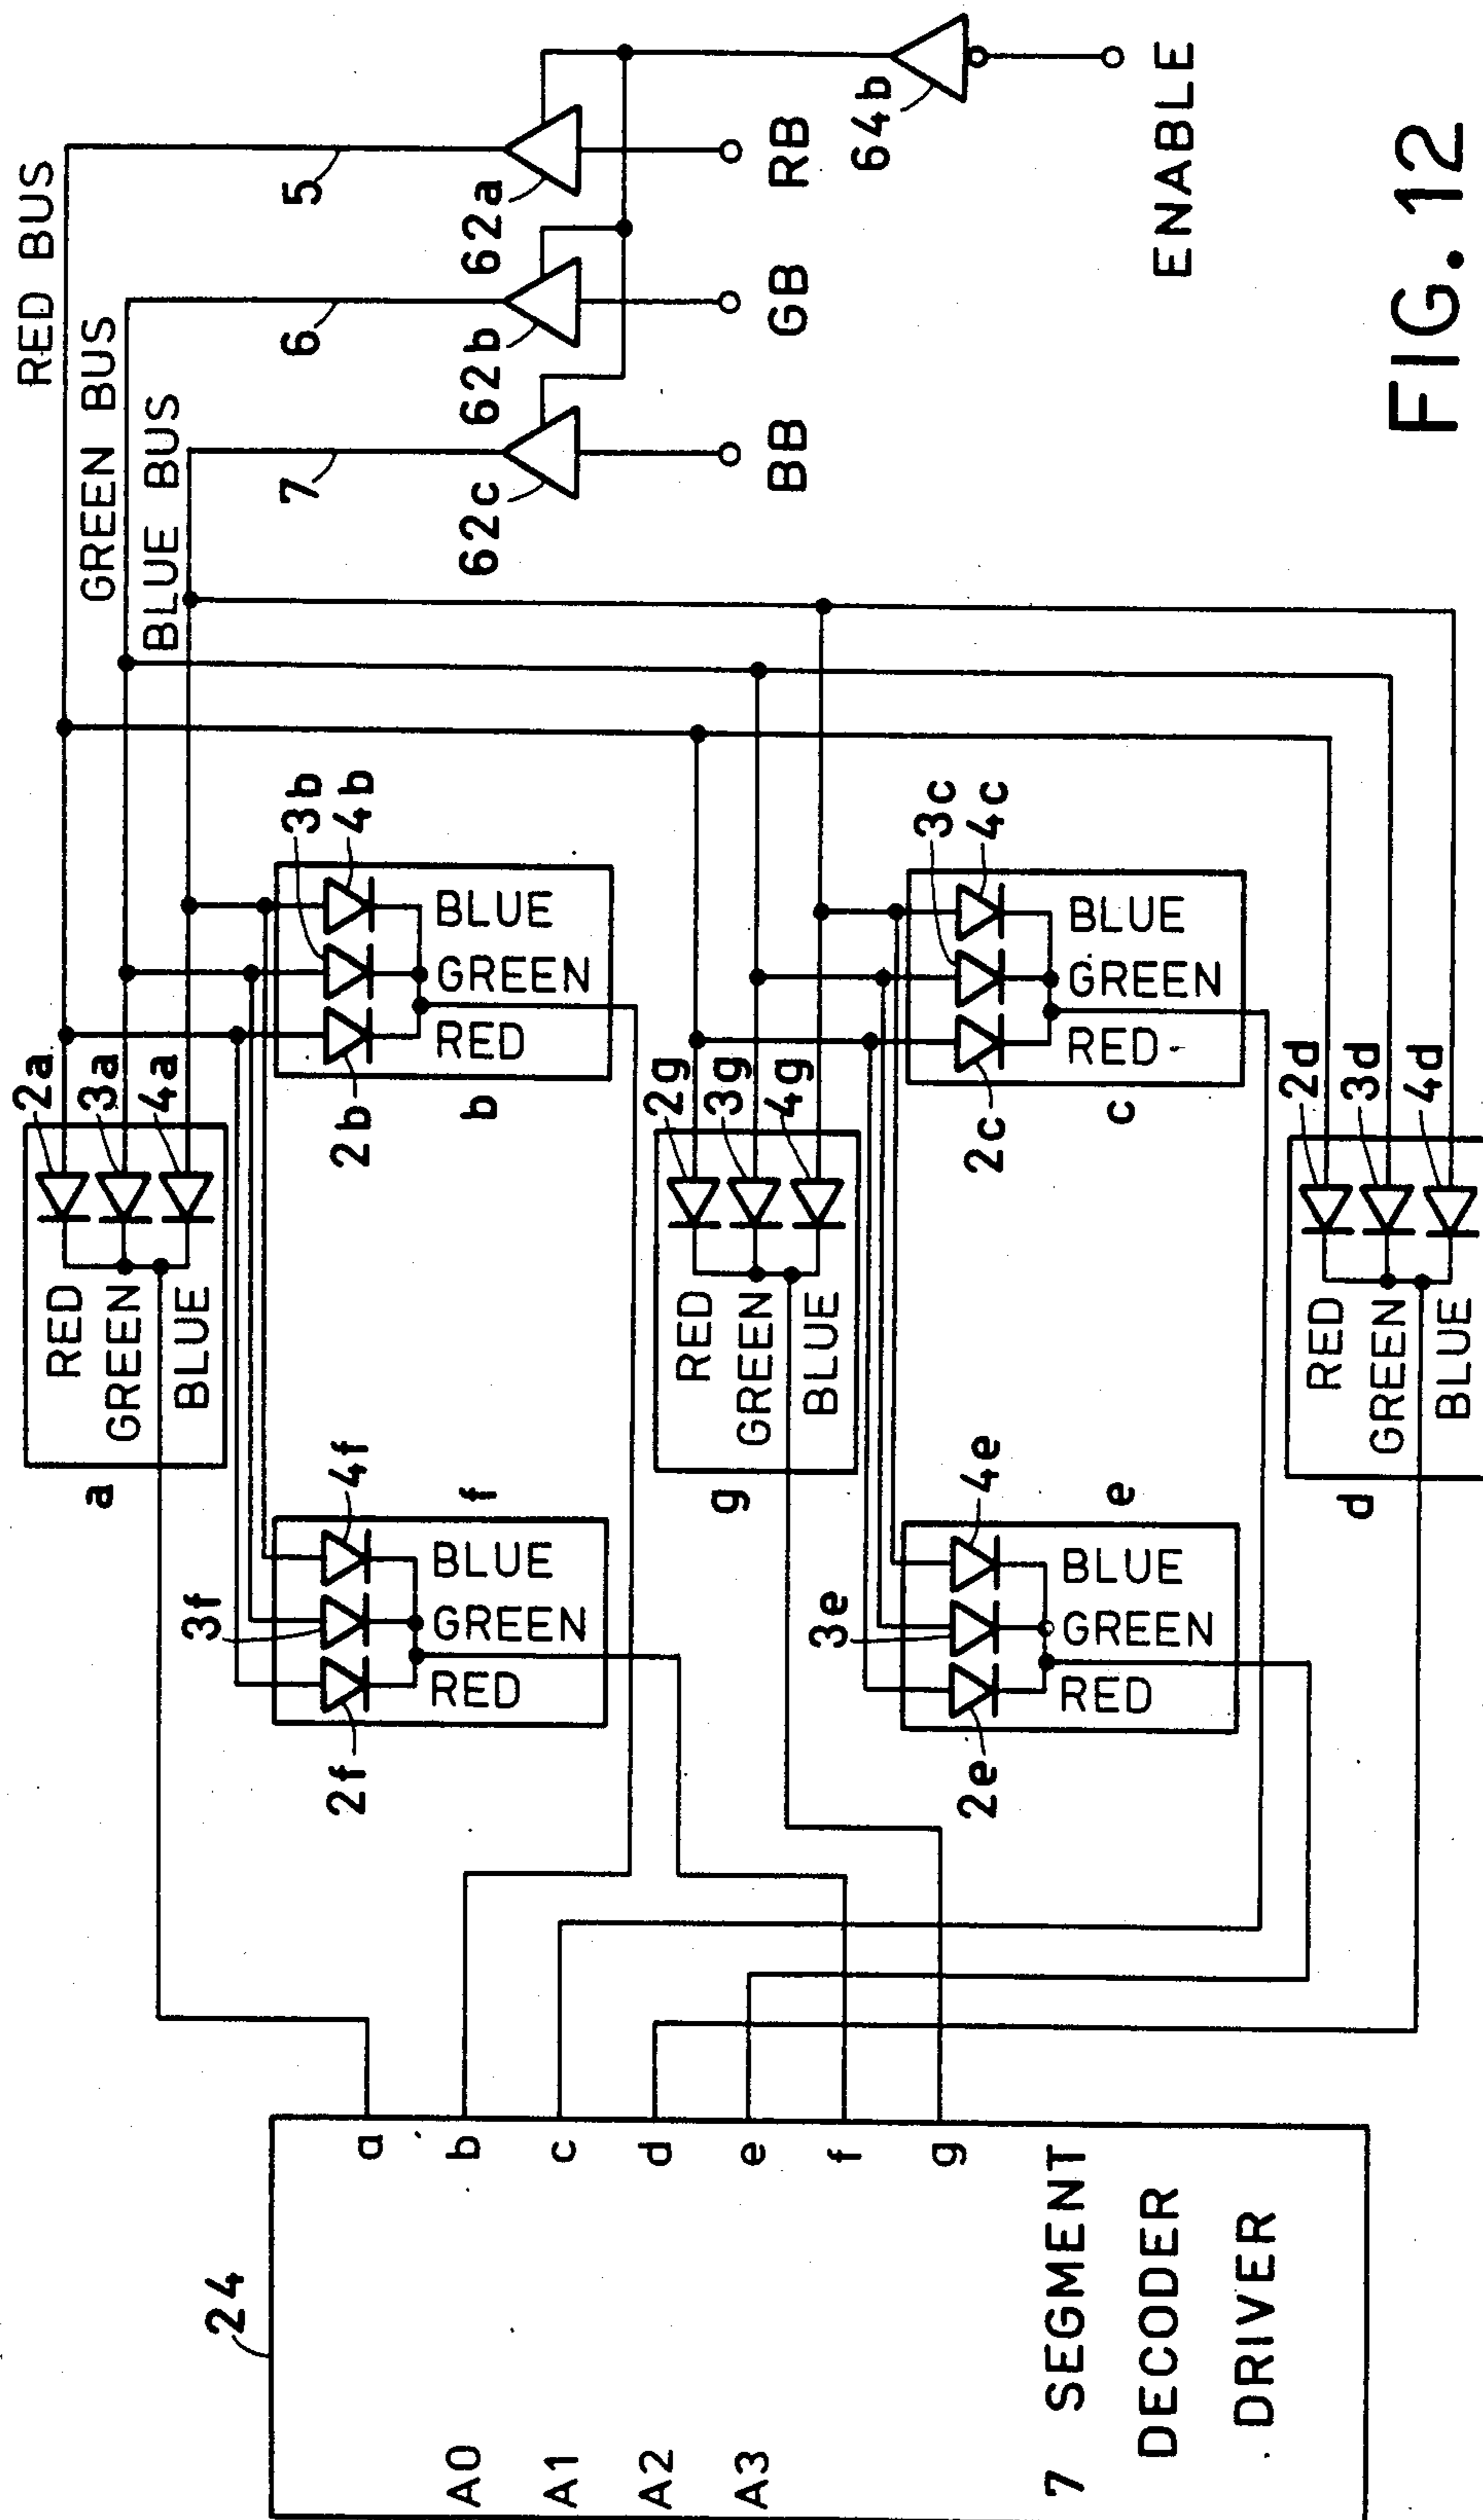 RED BUS
GREEN BUS
BLUE BUS
5
6
7
62a
62b
62c
RB
GB
BB
64b
ENABLE
2a
3a
4a
RED
GREEN
BLUE
a
3b
4b
BLUE
GREEN
RED
2b
b
3f
4f
BLUE
GREEN
RED
2f
f
2g
3g
4g
RED
GREEN
BLUE
g
3c
4c
BLUE
GREEN
RED
2c
c
3e
4e
BLUE
GREEN
RED
2e
e
2d
3d
4d
RED
GREEN
BLUE
d
24
a
b
c
d
e
f
g
A0
A1
A2
A3
7 SEGMENT
DECODER
DRIVER
FIG. 12